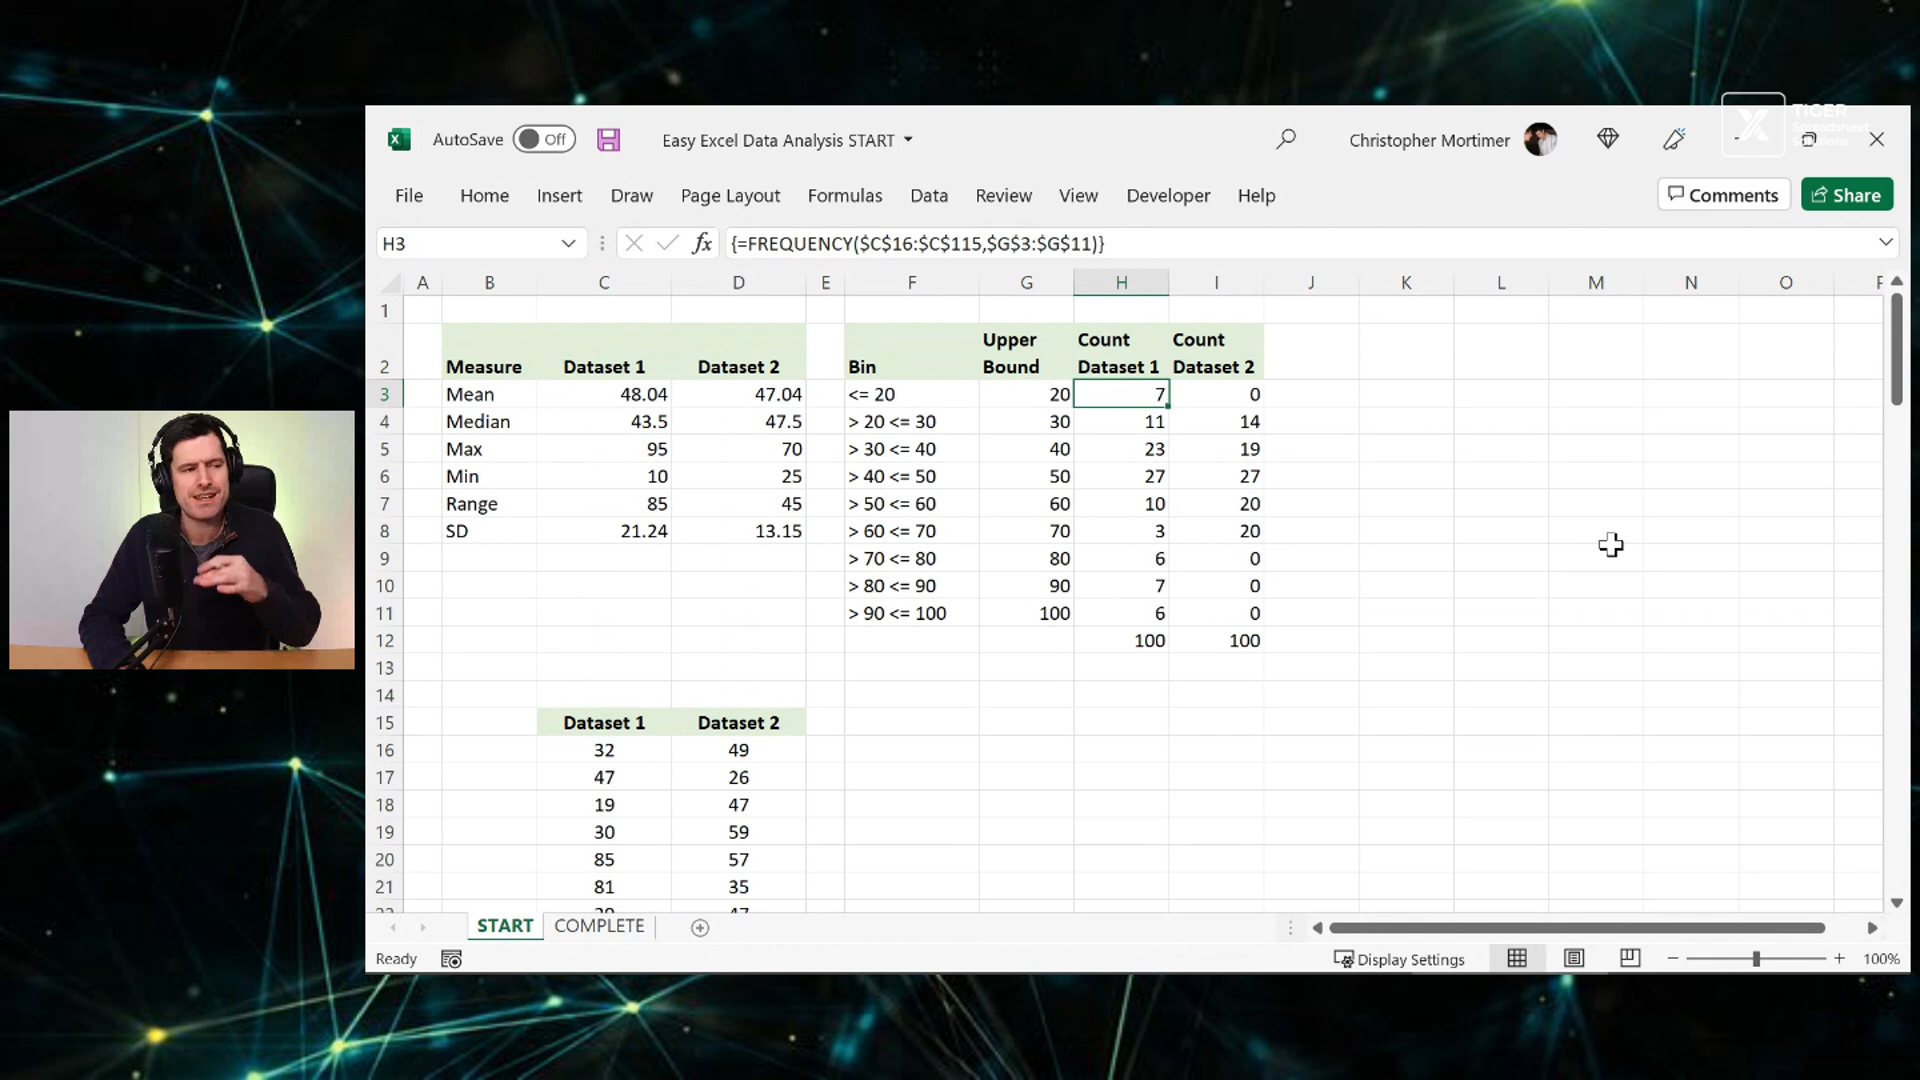 AutoSave Off Easy Excel Data Analysis START Christopher Mortimer
TIGER
Spreadsheet
Solutions
File Home Insert Draw Page Layout Formulas Data Review View Developer Help Comments Share
H3 fx {=FREQUENCY($C$16:$C$115,$G$3:$G$11)}
A B C D E F G H I J K L M N O
1
Upper Count Count
2 Measure Dataset 1 Dataset 2 Bin Bound Dataset 1 Dataset 2
3 Mean 48.04 47.04 <= 20 20 7 0
4 Median 43.5 47.5 > 20 <= 30 30 11 14
5 Max 95 70 > 30 <= 40 40 23 19
6 Min 10 25 > 40 <= 50 50 27 27
7 Range 85 45 > 50 <= 60 60 10 20
8 SD 21.24 13.15 > 60 <= 70 70 3 20
9 > 70 <= 80 80 6 0
10 > 80 <= 90 90 7 0
11 > 90 <= 100 100 6 0
12 100 100
13
14
15 Dataset 1 Dataset 2
16 32 49
17 47 26
18 19 47
19 30 59
20 85 57
21 81 35
START COMPLETE
Ready Display Settings 100%